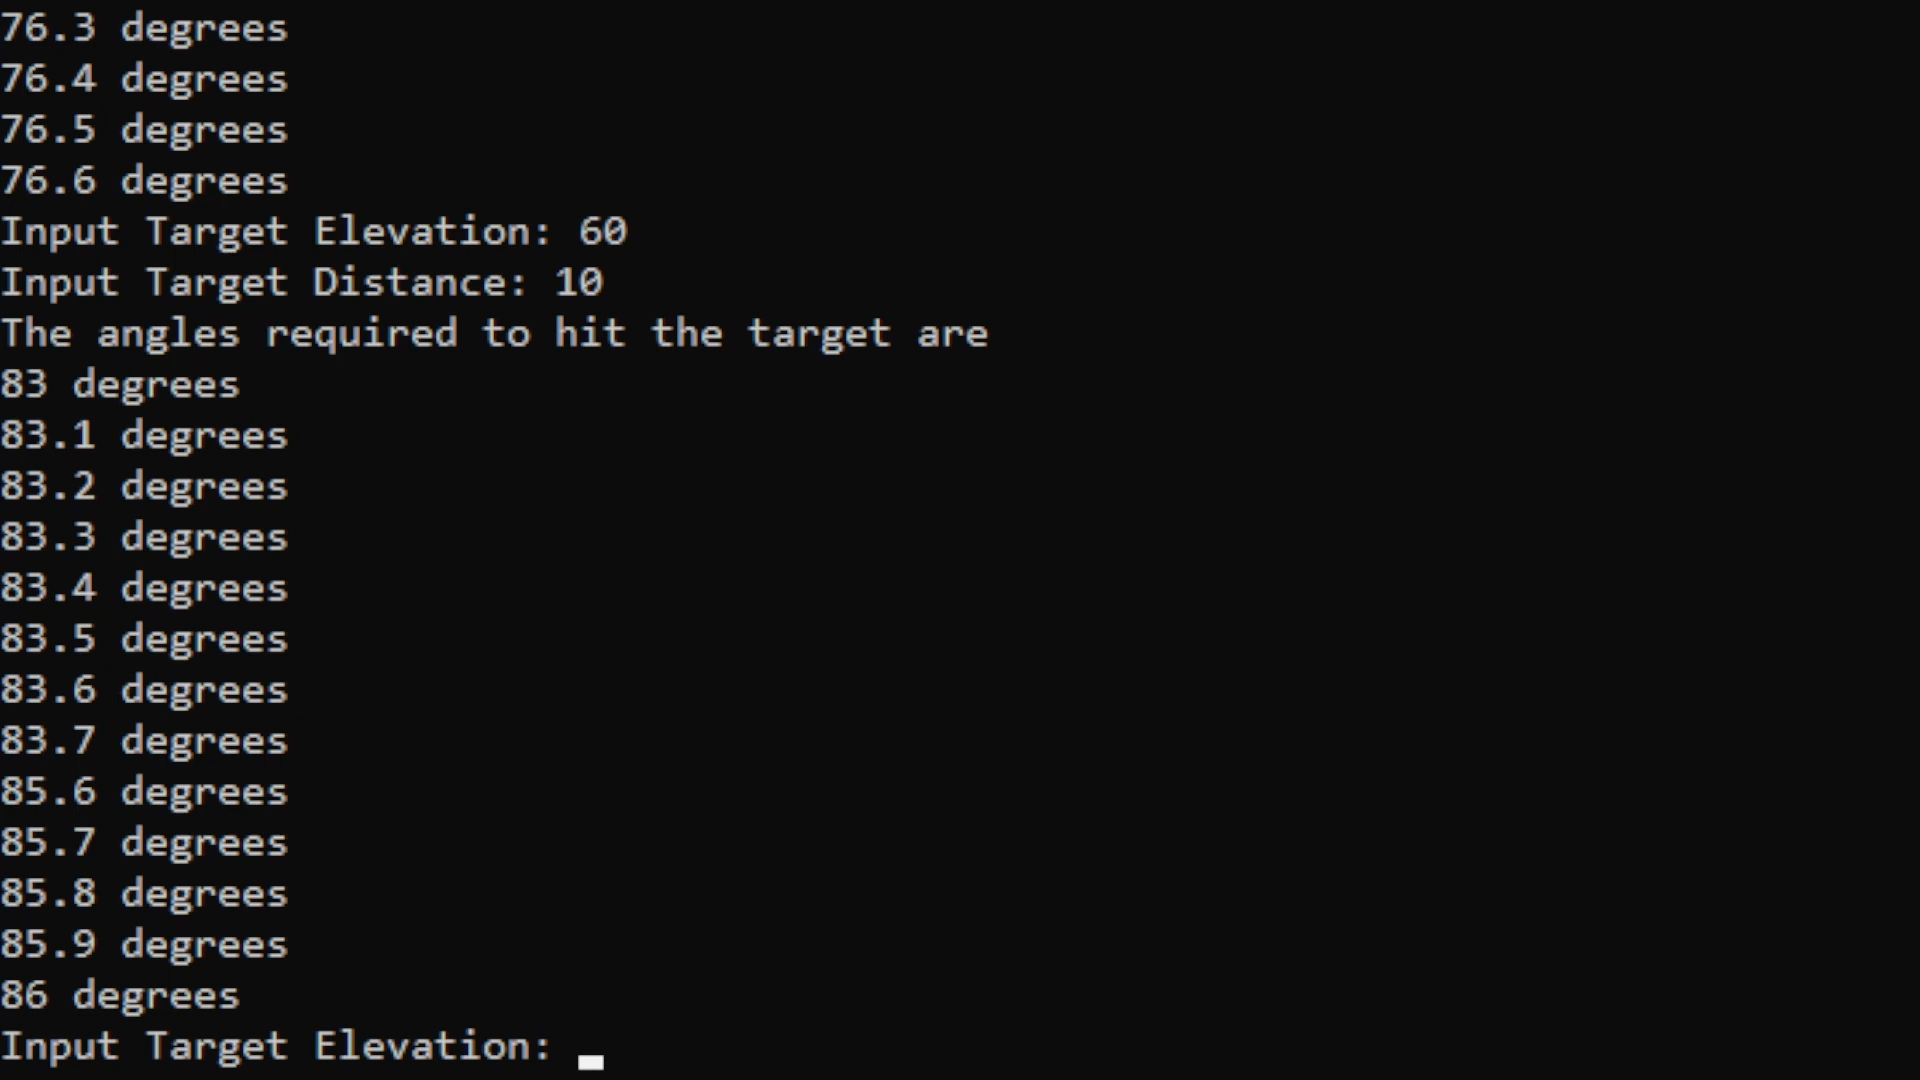 76.3 degrees
76.4 degrees
76.5 degrees
76.6 degrees
Input Target Elevation: 60
Input Target Distance: 10
The angles required to hit the target are
83 degrees
83.1 degrees
83.2 degrees
83.3 degrees
83.4 degrees
83.5 degrees
83.6 degrees
83.7 degrees
85.6 degrees
85.7 degrees
85.8 degrees
85.9 degrees
86 degrees
Input Target Elevation: